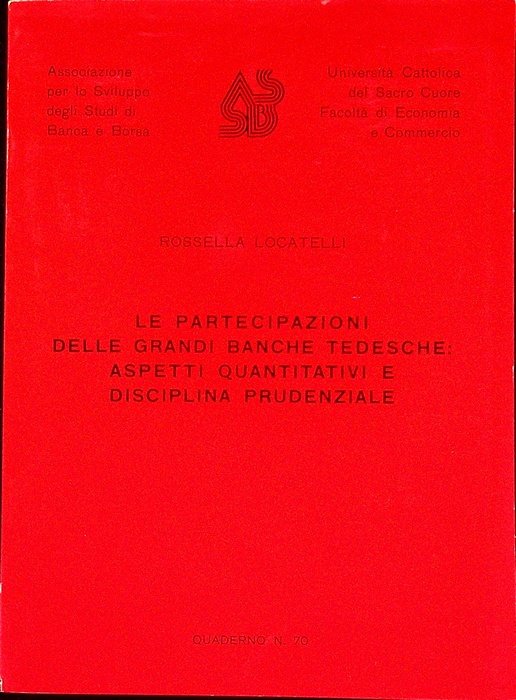 Associazione
per lo Sviluppo
degli Studi di
Banca e Borsa
ASSBB
Università Cattolica
del Sacro Cuore
Facoltà di Economia
e Commercio
ROSSELLA LOCATELLI
LE PARTECIPAZIONI
DELLE GRANDI BANCHE TEDESCHE:
ASPETTI QUANTITATIVI E
DISCIPLINA PRUDENZIALE
QUADERNO N. 70